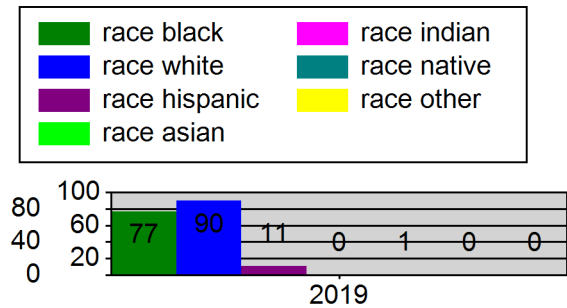 race black race indian
race white race native
race hispanic race other
race asian
100
80
60
40
20
0
77 90 11 0 1 0 0
2019